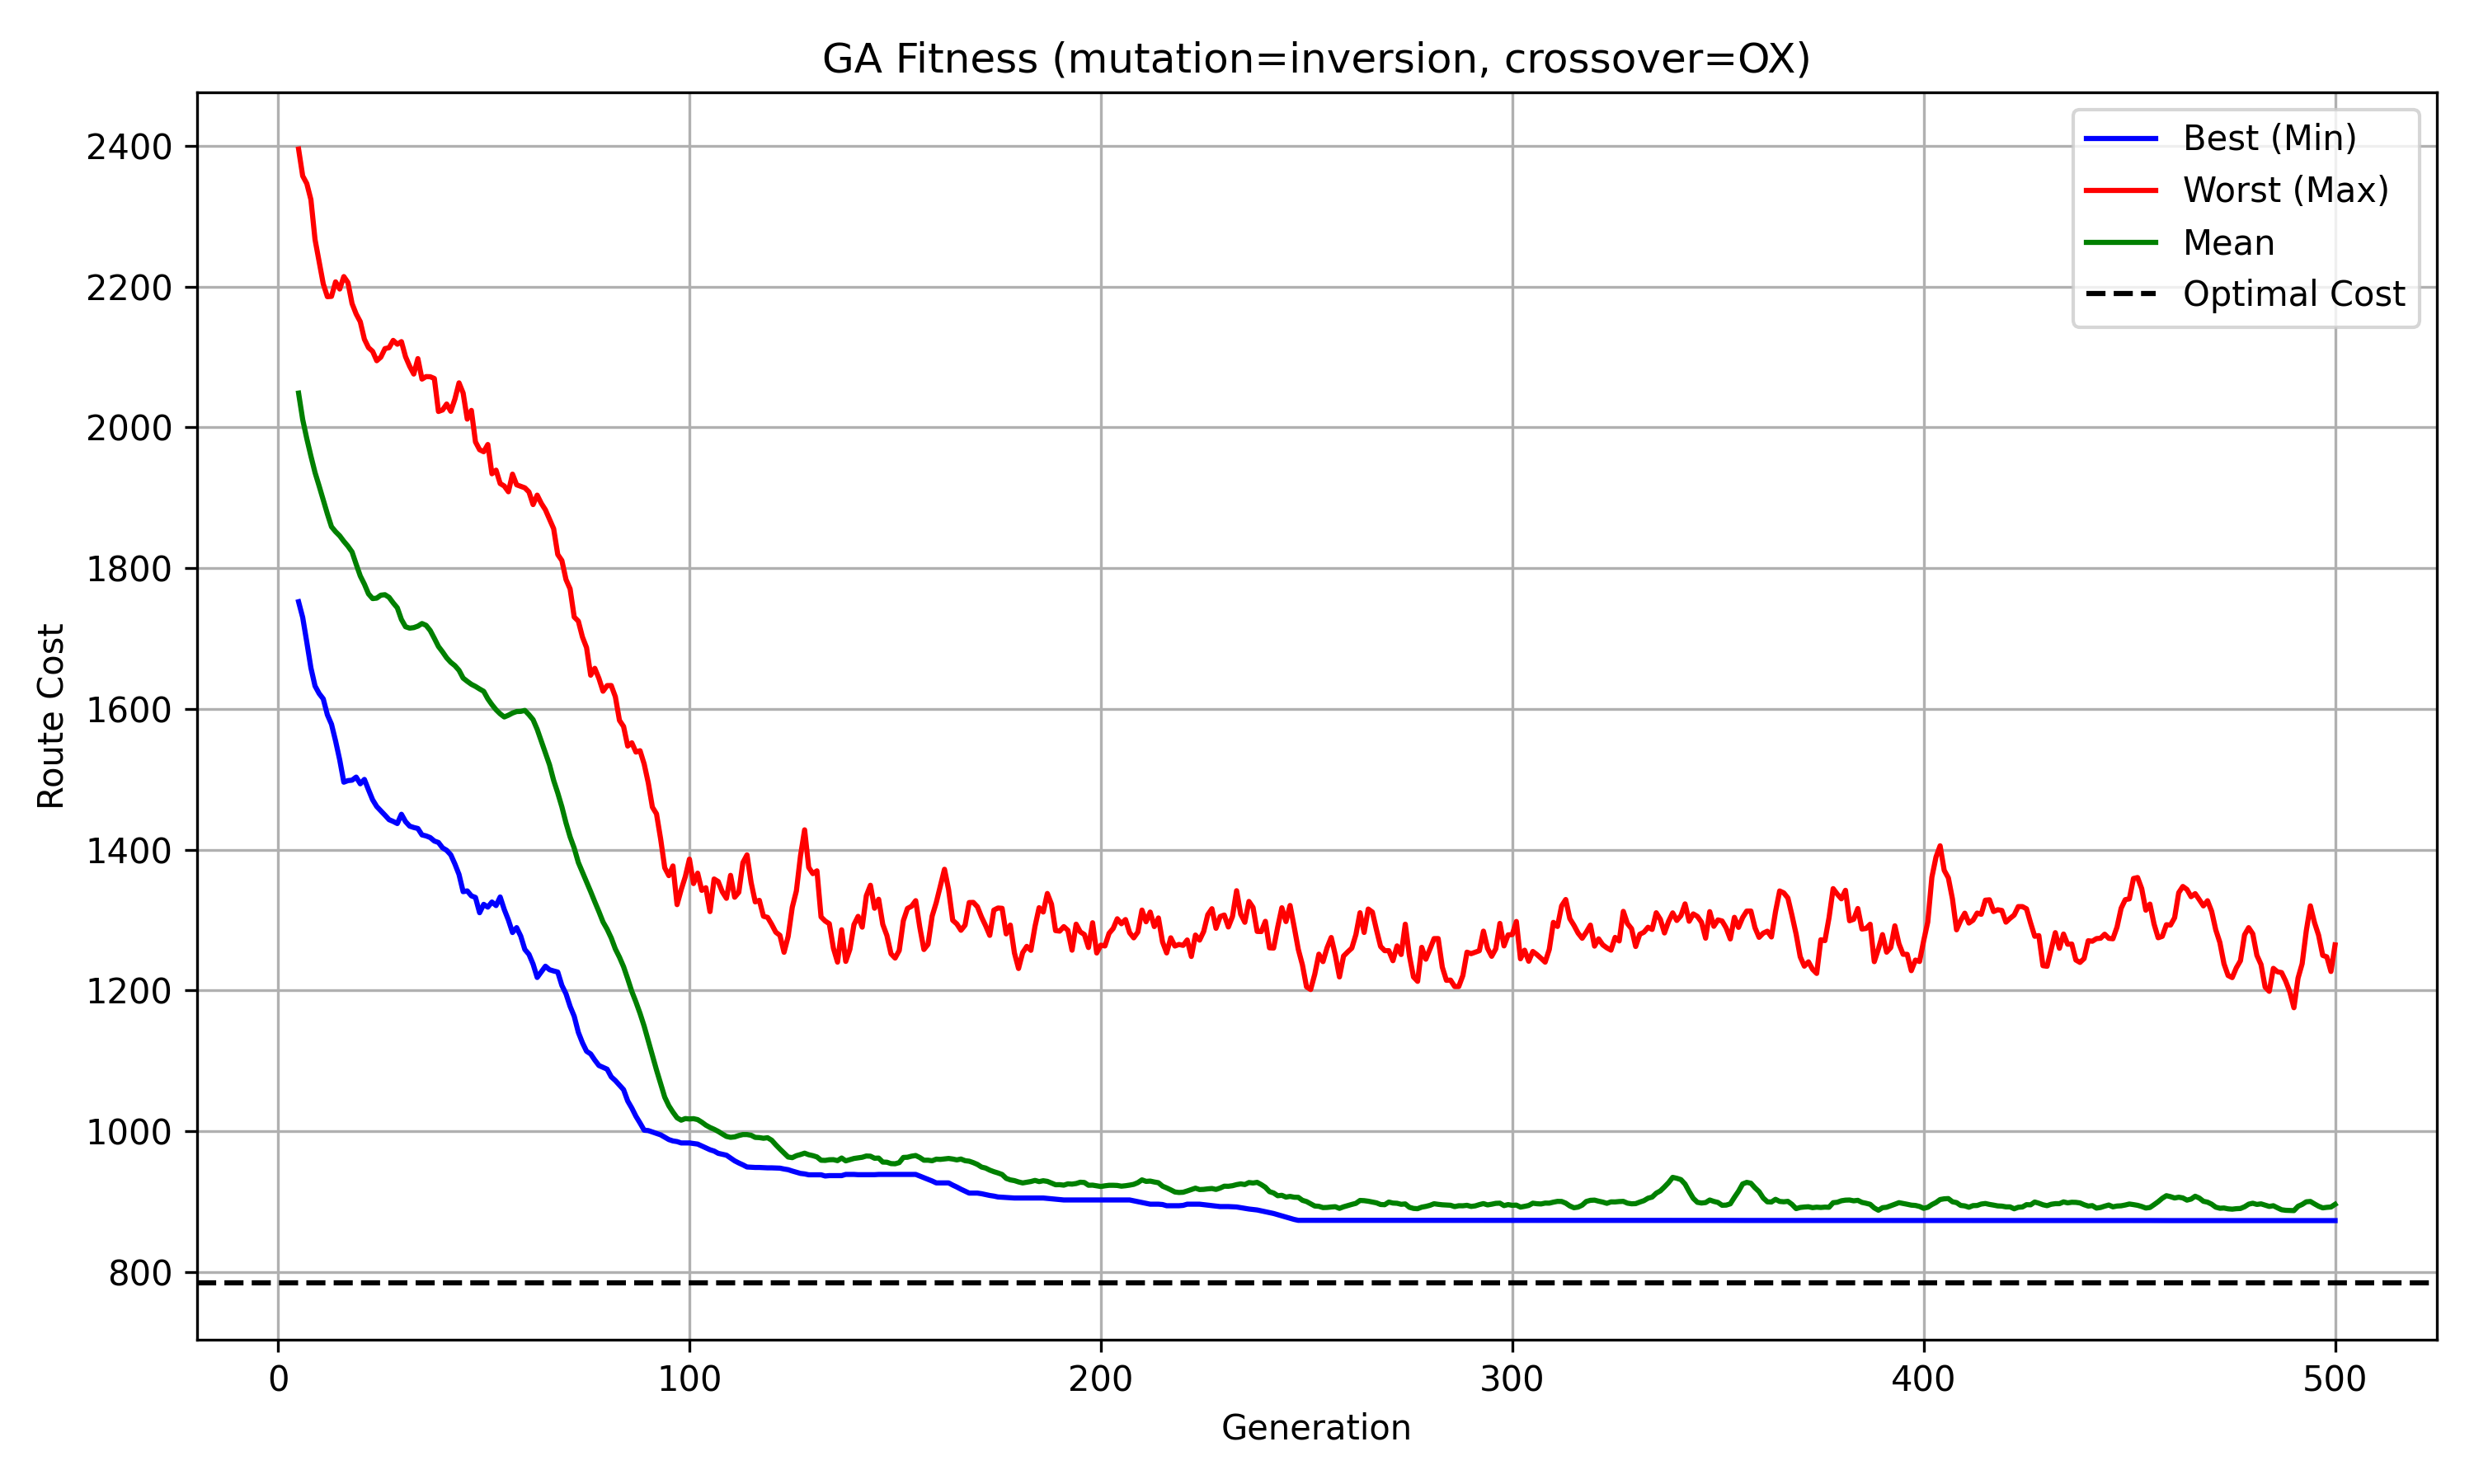 GA Fitness (mutation=inversion, crossover=OX)
Best (Min)
Worst (Max)
Mean
Optimal Cost
Route Cost
2400
2200
2000
1800
1600
1400
1200
1000
800
0 100 200 300 400 500
Generation